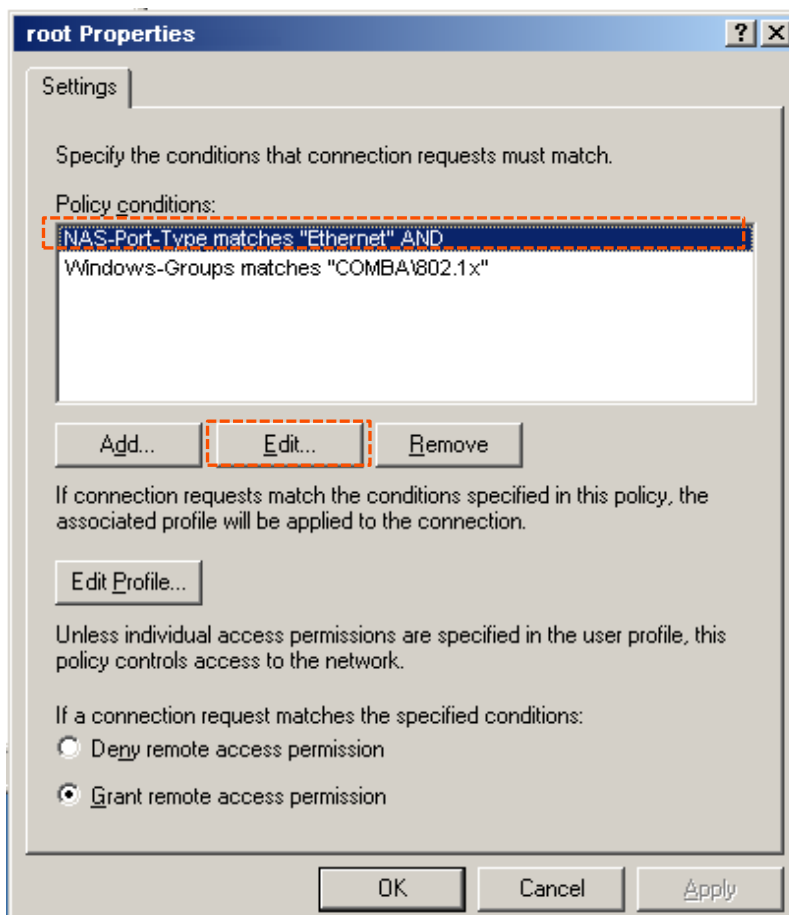 root Properties
Settings
Specify the conditions that connection requests must match.
Policy conditions:
NAS-Port-Type matches "Ethernet" AND
Windows-Groups matches "COMBA\802.1x"
Add... Edit... Remove
If connection requests match the conditions specified in this policy, the
associated profile will be applied to the connection.
Edit Profile...
Unless individual access permissions are specified in the user profile, this
policy controls access to the network.
If a connection request matches the specified conditions:
Deny remote access permission
Grant remote access permission
OK Cancel Apply